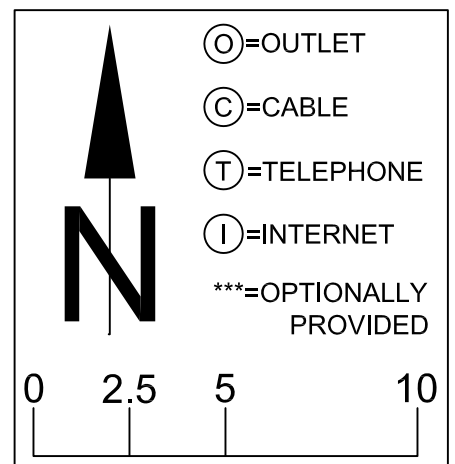 Ⓞ=OUTLET
Ⓒ=CABLE
Ⓣ=TELEPHONE
Ⓘ=INTERNET
***=OPTIONALLY
PROVIDED
N
0 2.5 5 10